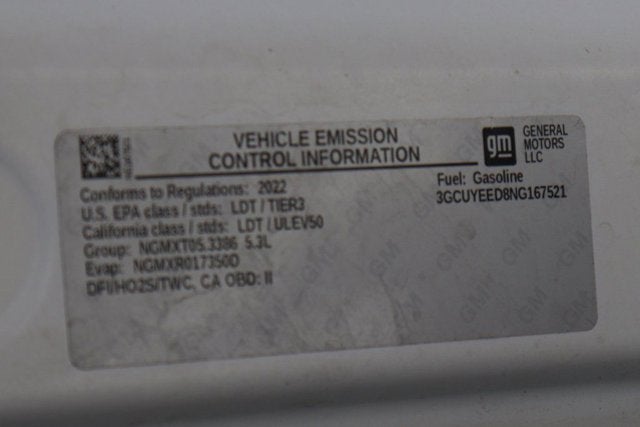 VEHICLE EMISSION
CONTROL INFORMATION
gm
GENERAL
MOTORS
LLC
Conforms to Regulations: 2022
U.S. EPA class / stds: LDT / TIER3
California class / stds: LDT / ULEV50
Group: NGMXT05.3386 5.3L
Evap: NGMXR0173500
DFI/HO2S/TWC, CA OBD: II
Fuel: Gasoline
3GCUYEED8NG167521